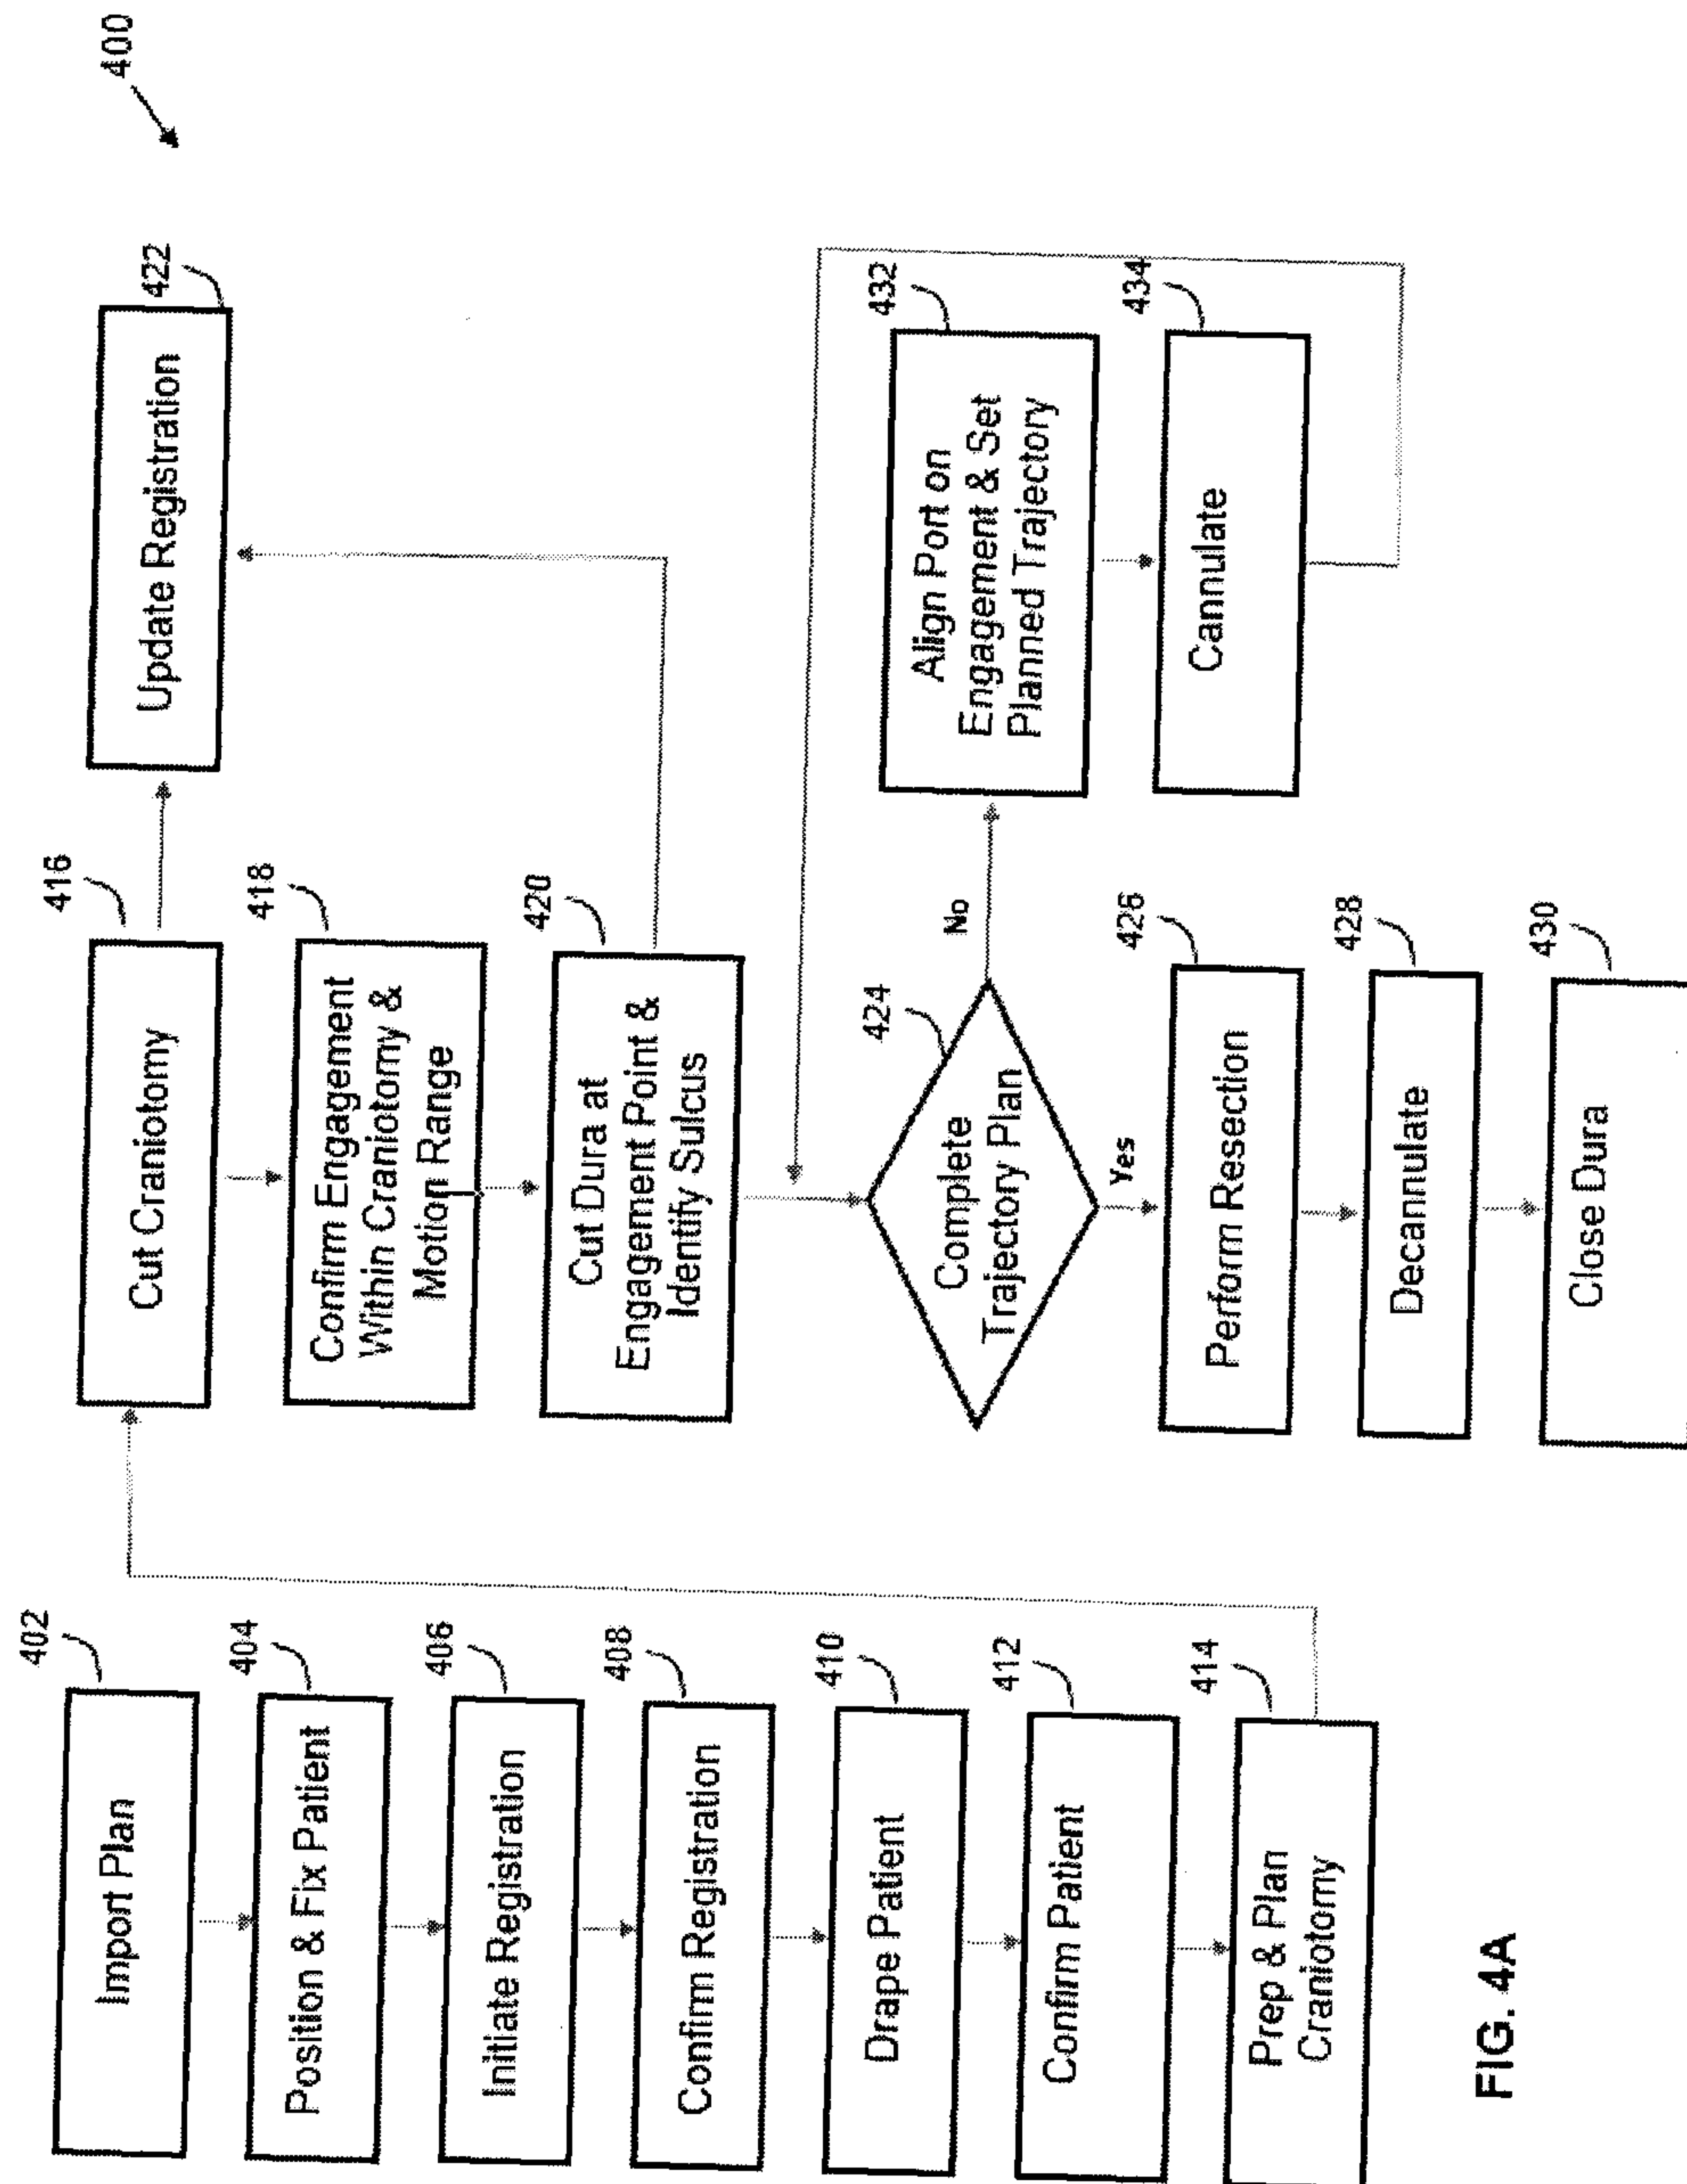 400
402
Import Plan
404
Position & Fix Patient
406
Initiate Registration
408
Confirm Registration
410
Drape Patient
412
Confirm Patient
414
Prep & Plan
Craniotomy
416
Cut Craniotomy
418
Confirm Engagement
Within Craniotomy &
Motion Range
420
Cut Dura at
Engagement Point &
Identify Sulcus
422
Update Registration
424
Complete
Trajectory Plan
No
Yes
426
Perform Resection
428
Decannulate
430
Close Dura
432
Align Port on
Engagement & Set
Planned Trajectory
434
Cannulate
FIG. 4A